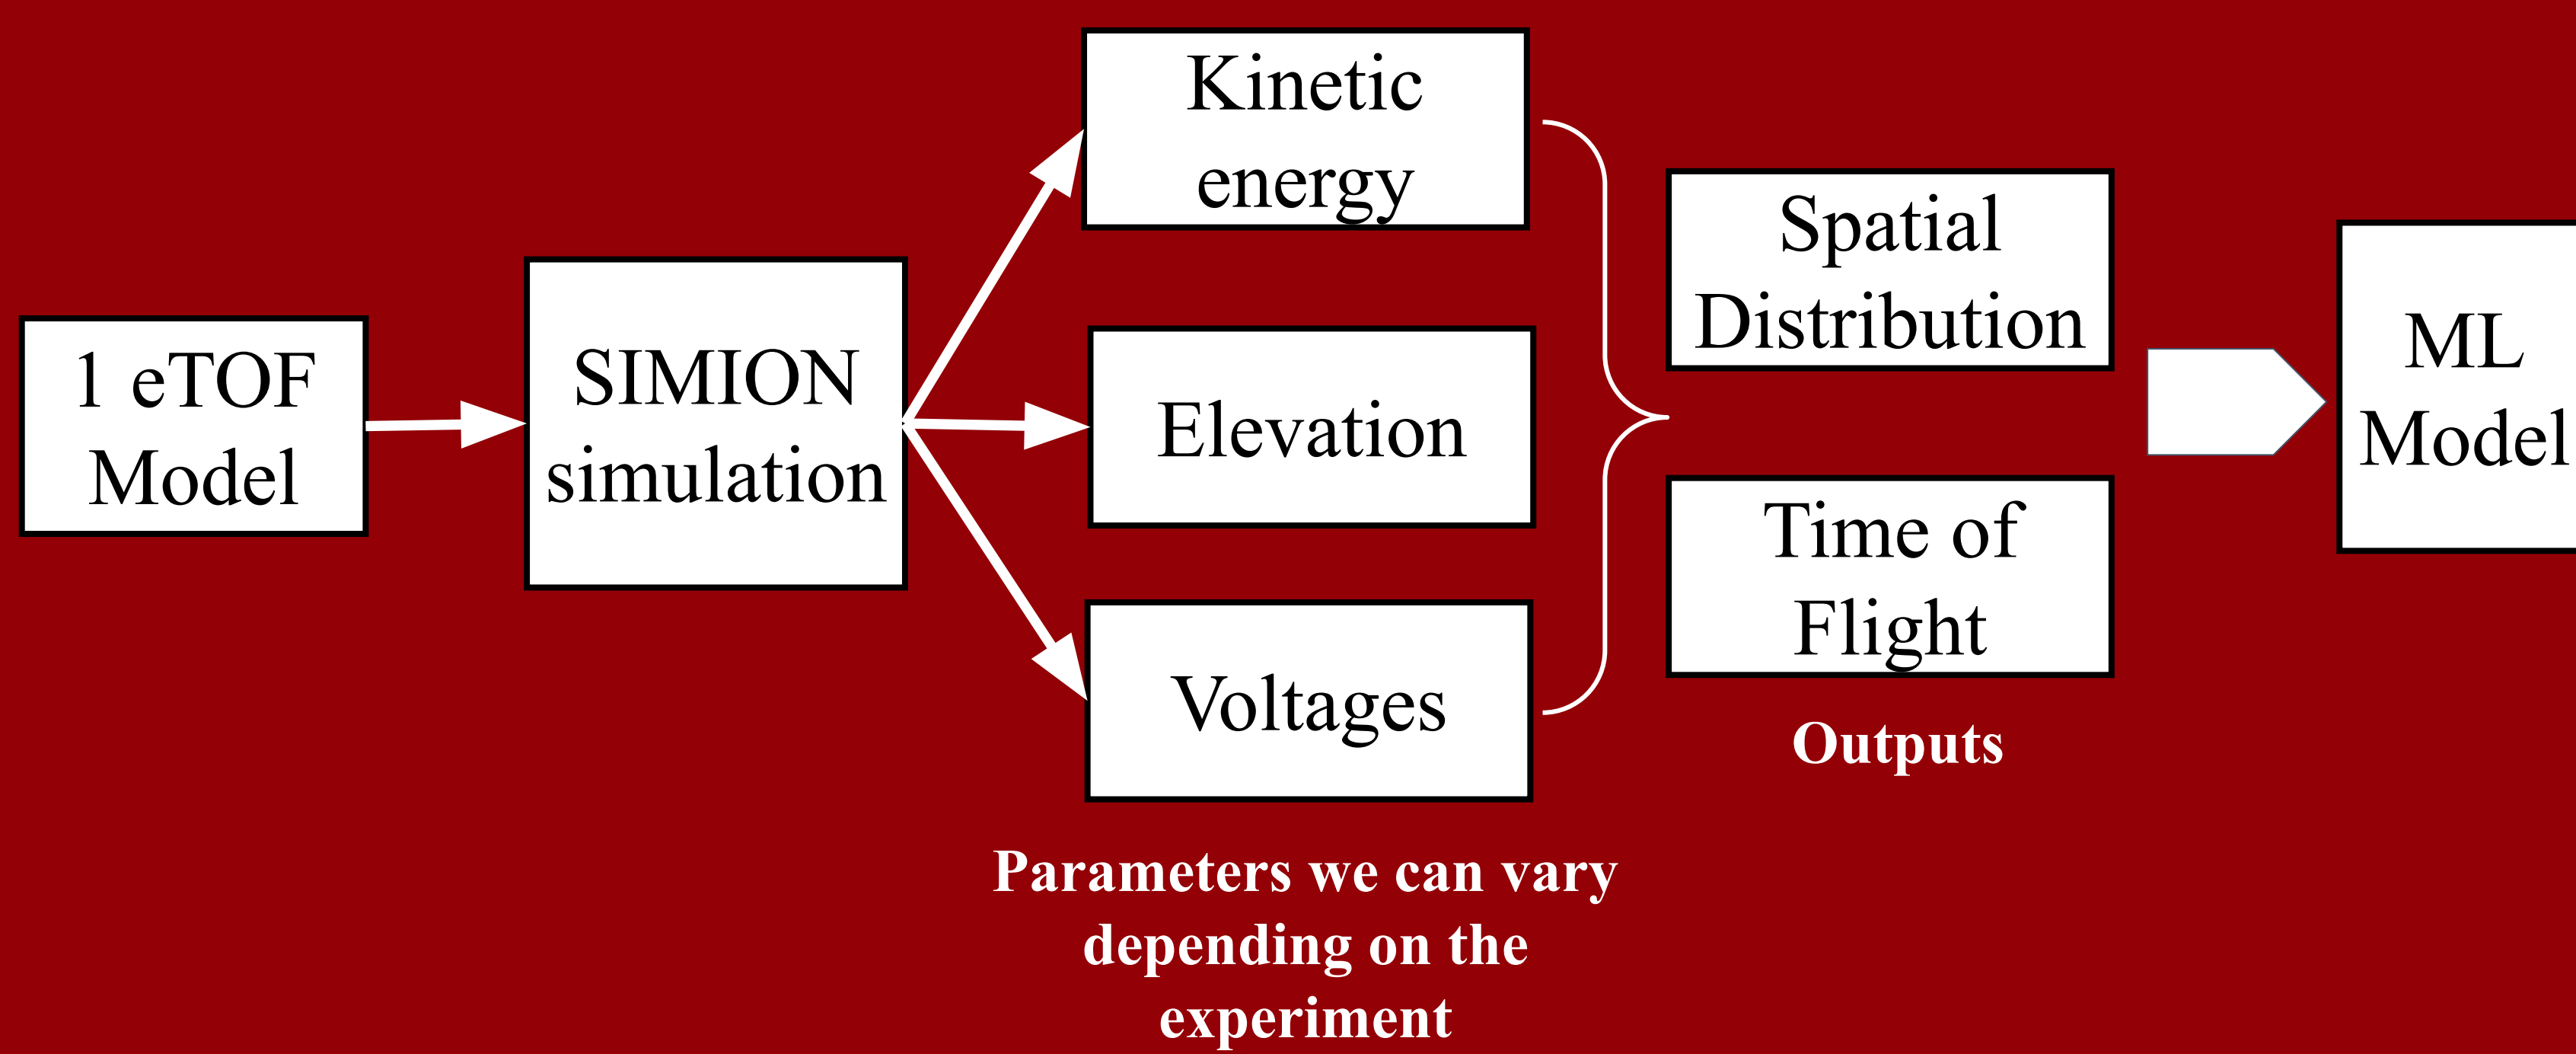 1 eTOF
Model
SIMION
simulation
Kinetic
energy
Elevation
Voltages
Parameters we can vary
depending on the
experiment
Spatial
Distribution
Time of
Flight
Outputs
ML
Model